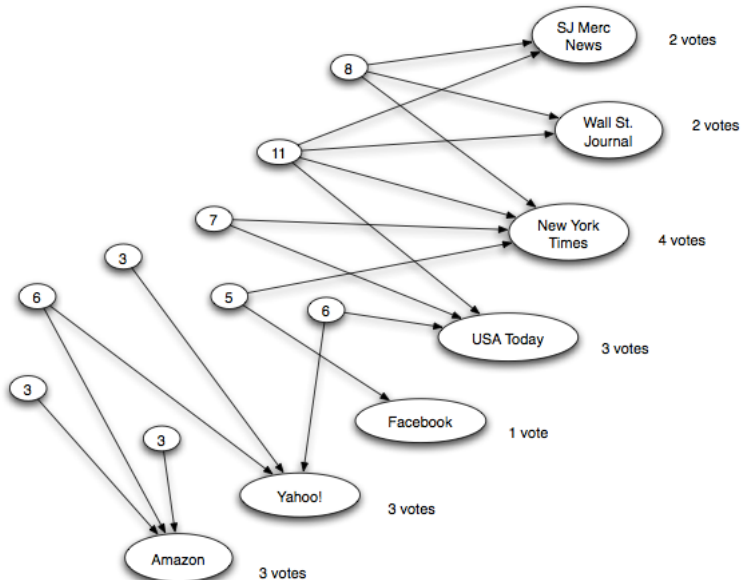 SJ Merc
News
2 votes
8
Wall St.
Journal
2 votes
11
7
New York
Times
4 votes
3
6
5
6
USA Today
3 votes
3
Facebook
1 vote
3
Yahoo!
3 votes
Amazon
3 votes